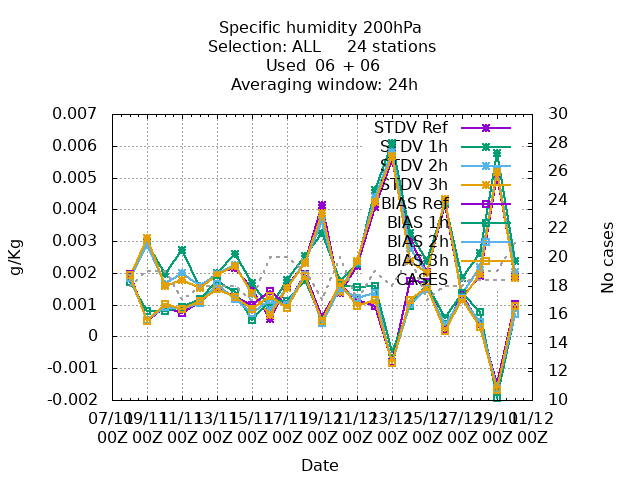 Specific humidity 200hPa
Selection: ALL 24 stations
Used 06 + 06
Averaging window: 24h
0.007
0.006
0.005
0.004
0.003
0.002
0.001
0
-0.001
-0.002
g/Kg
30
28
26
24
22
20
18
16
14
12
10
No cases
STDV Ref
STDV 1h
STDV 2h
STDV 3h
BIAS Ref
BIAS 1h
BIAS 2h
BIAS 3h
CASES
07/10 09/11 11/11 13/11 15/11 17/11 19/12 21/12 23/12 25/12 27/12 29/10 01/12
00Z 00Z 00Z 00Z 00Z 00Z 00Z 00Z 00Z 00Z 00Z 00Z 00Z
Date